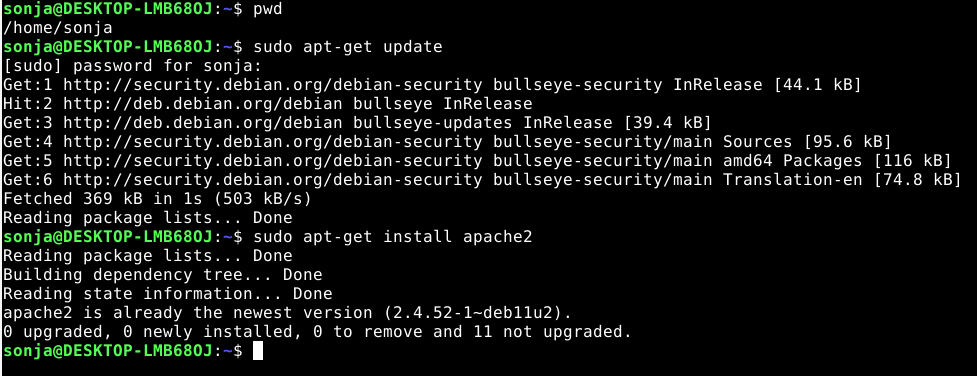 sonja@DESKTOP-LMB68OJ:~$ pwd
/home/sonja
sonja@DESKTOP-LMB68OJ:~$ sudo apt-get update
[sudo] password for sonja:
Get:1 http://security.debian.org/debian-security bullseye-security InRelease [44.1 kB]
Hit:2 http://deb.debian.org/debian bullseye InRelease
Get:3 http://deb.debian.org/debian bullseye-updates InRelease [39.4 kB]
Get:4 http://security.debian.org/debian-security bullseye-security/main Sources [95.6 kB]
Get:5 http://security.debian.org/debian-security bullseye-security/main amd64 Packages [116 kB]
Get:6 http://security.debian.org/debian-security bullseye-security/main Translation-en [74.8 kB]
Fetched 369 kB in 1s (503 kB/s)
Reading package lists... Done
sonja@DESKTOP-LMB68OJ:~$ sudo apt-get install apache2
Reading package lists... Done
Building dependency tree... Done
Reading state information... Done
apache2 is already the newest version (2.4.52-1~deb11u2).
0 upgraded, 0 newly installed, 0 to remove and 11 not upgraded.
sonja@DESKTOP-LMB68OJ:~$